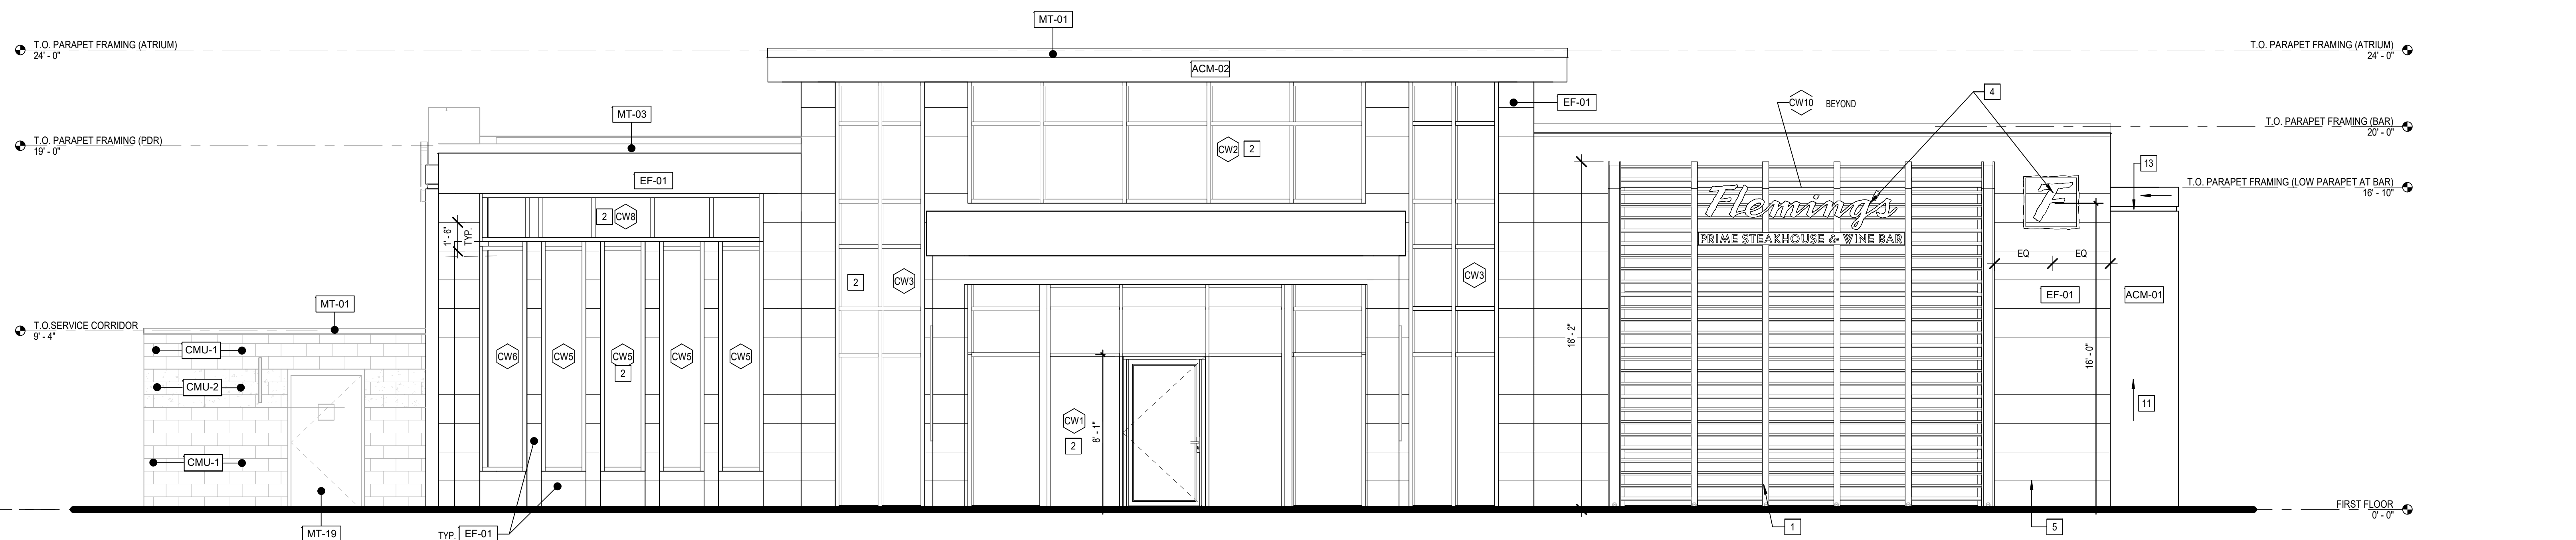 MT-01
T.O. PARAPET FRAMING (ATRIUM)
24' - 0"
T.O. PARAPET FRAMING (ATRIUM)
24' - 0"
ACM-02
4
EF-01
CW10 BEYOND
MT-03
T.O. PARAPET FRAMING (BAR)
20' - 0"
T.O. PARAPET FRAMING (PDR)
19' - 0"
CW2 2
13
EF-01
T.O. PARAPET FRAMING (LOW PARAPET AT BAR)
16' - 10"
Fleming's
F
PRIME STEAKHOUSE & WINE BAR
2 CW8
1' - 6"
TYP.
EQ EQ
2 CW3
CW3
EF-01
ACM-01
MT-01
T.O.SERVICE CORRIDOR
9' - 4"
18' - 2"
16' - 0"
CMU-1
CW6 CW5 CW5 CW5 CW5
2
CMU-2
11
CW1
2
8' - 1"
CMU-1
FIRST FLOOR
0' - 0"
MT-19
TYP. EF-01
1
5